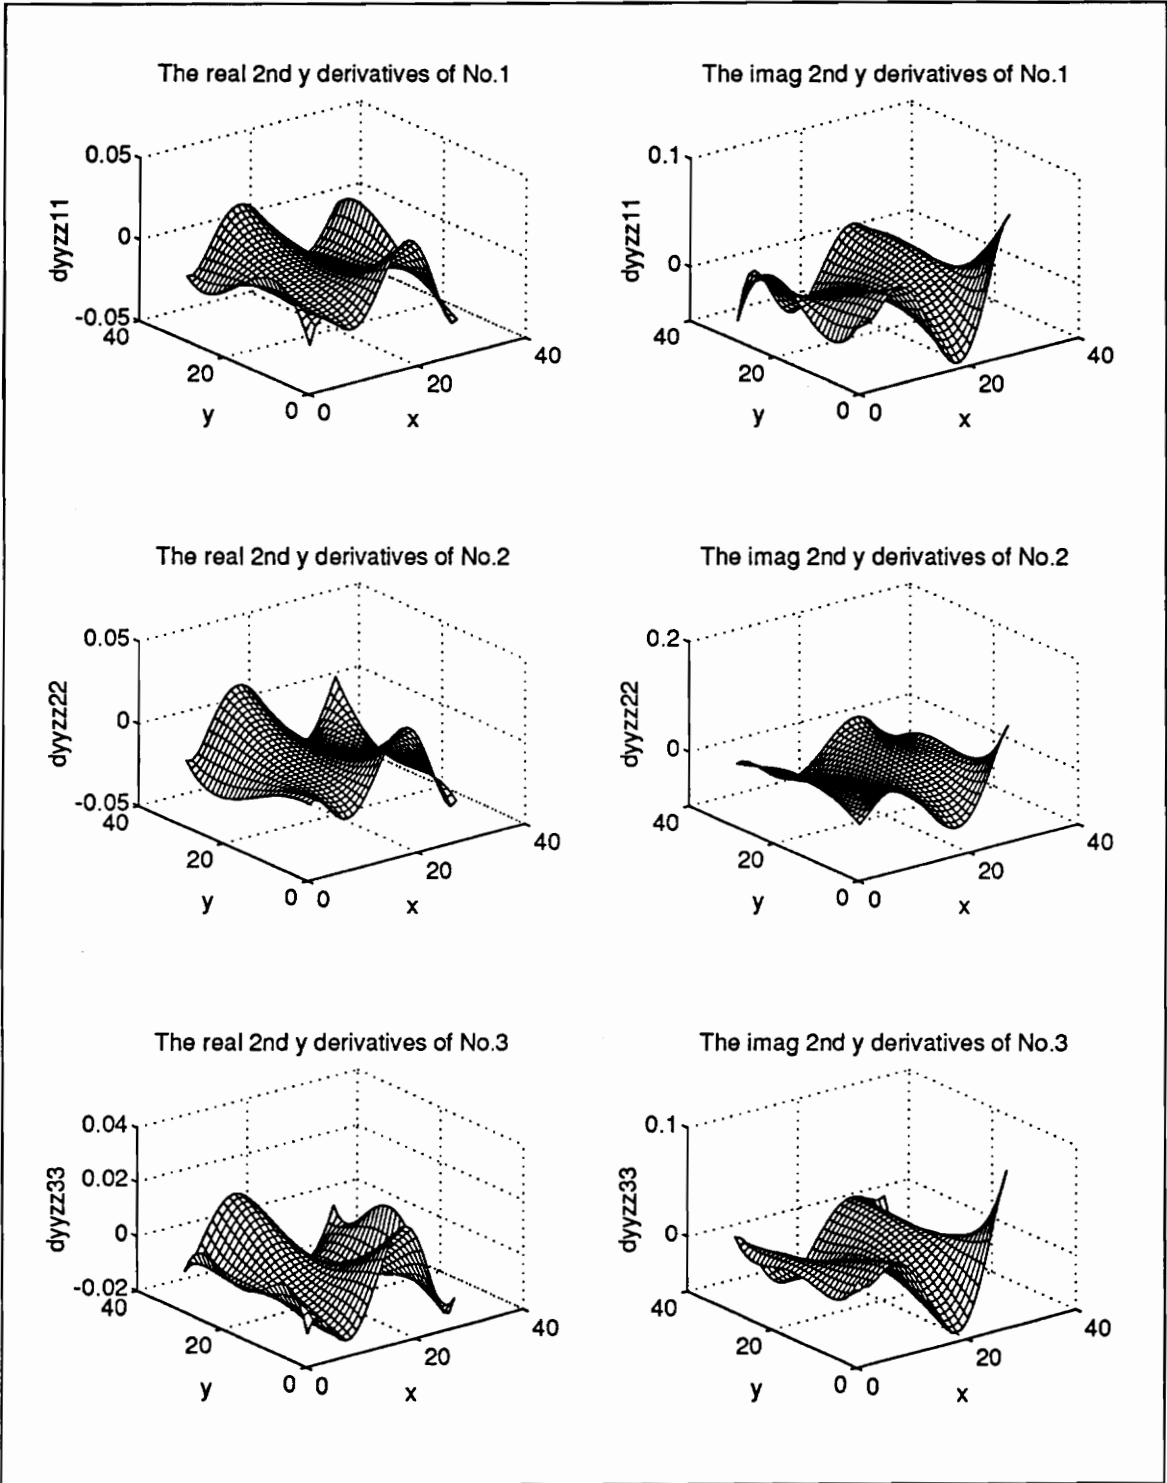 The real 2nd y derivatives of No.1
0.05
0
-0.05
dyyzz11
40
20
0
y
0
20
40
x
The imag 2nd y derivatives of No.1
0.1
0
dyyzz11
40
20
0
y
0
20
40
x
The real 2nd y derivatives of No.2
0.05
0
-0.05
dyyzz22
40
20
0
y
0
20
40
x
The imag 2nd y derivatives of No.2
0.2
0
dyyzz22
40
20
0
y
0
20
40
x
The real 2nd y derivatives of No.3
0.04
0.02
0
-0.02
dyyzz33
40
20
0
y
0
20
40
x
The imag 2nd y derivatives of No.3
0.1
0
dyyzz33
40
20
0
y
0
20
40
x